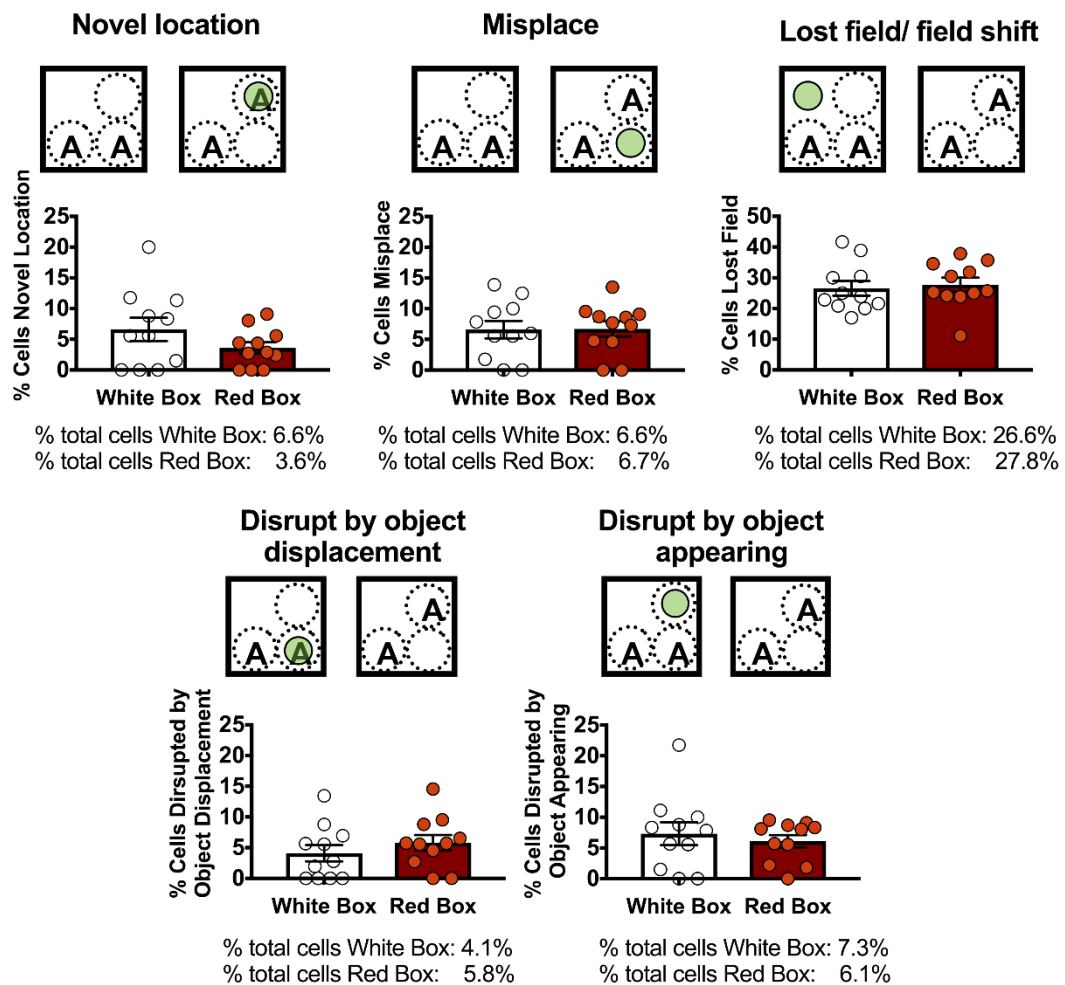 Novel location
A
A A
A
% Cells Novel Location
25
20
15
10
5
0
White Box Red Box
% total cells White Box: 6.6%
% total cells Red Box: 3.6%
Misplace
A
A A
A
% Cells Misplace
25
20
15
10
5
0
White Box Red Box
% total cells White Box: 6.6%
% total cells Red Box: 6.7%
Lost field/ field shift
A
A A
A
% Cells Lost Field
50
40
30
20
10
0
White Box Red Box
% total cells White Box: 26.6%
% total cells Red Box: 27.8%
Disrupt by object
displacement
A
A A
A
% Cells Dirsupted by
Object Displacement
25
20
15
10
5
0
White Box Red Box
% total cells White Box: 4.1%
% total cells Red Box: 5.8%
Disrupt by object
appearing
A
A A
A
% Cells Disrupted by
Object Appearing
25
20
15
10
5
0
White Box Red Box
% total cells White Box: 7.3%
% total cells Red Box: 6.1%